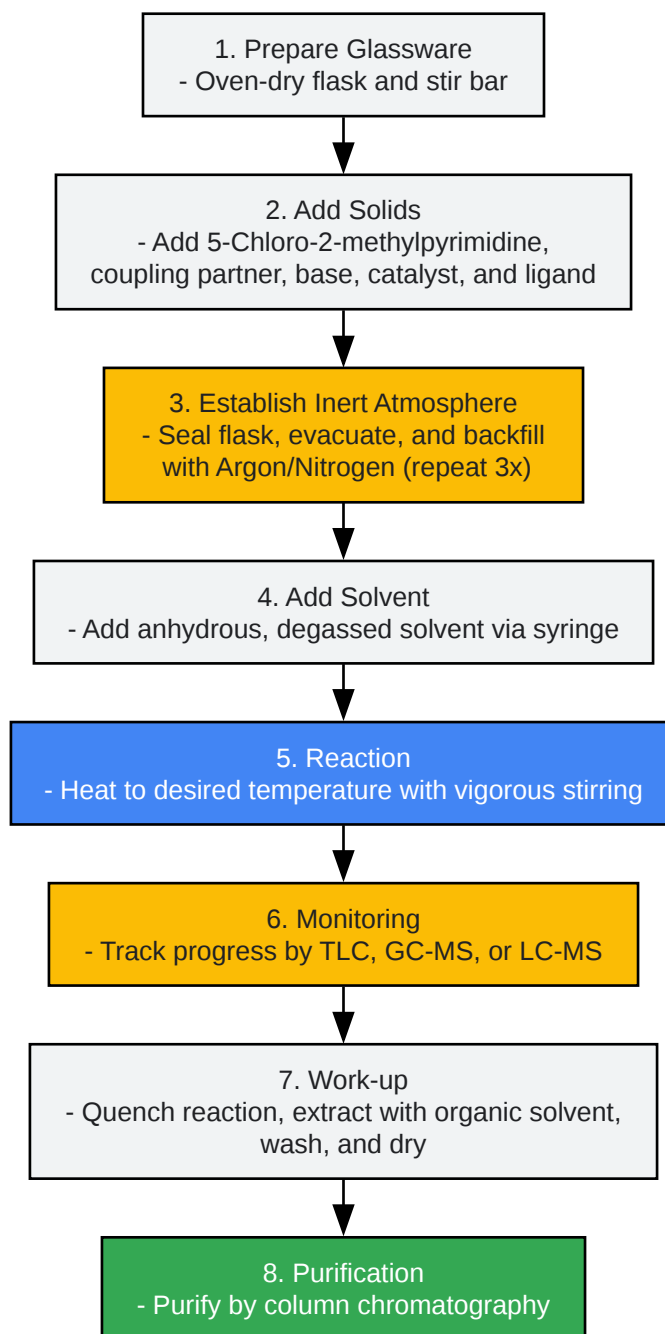 1. Prepare Glassware
- Oven-dry flask and stir bar
2. Add Solids
- Add 5-Chloro-2-methylpyrimidine,
coupling partner, base, catalyst, and ligand
3. Establish Inert Atmosphere
- Seal flask, evacuate, and backfill
with Argon/Nitrogen (repeat 3x)
4. Add Solvent
- Add anhydrous, degassed solvent via syringe
5. Reaction
- Heat to desired temperature with vigorous stirring
6. Monitoring
- Track progress by TLC, GC-MS, or LC-MS
7. Work-up
- Quench reaction, extract with organic solvent,
wash, and dry
8. Purification
- Purify by column chromatography